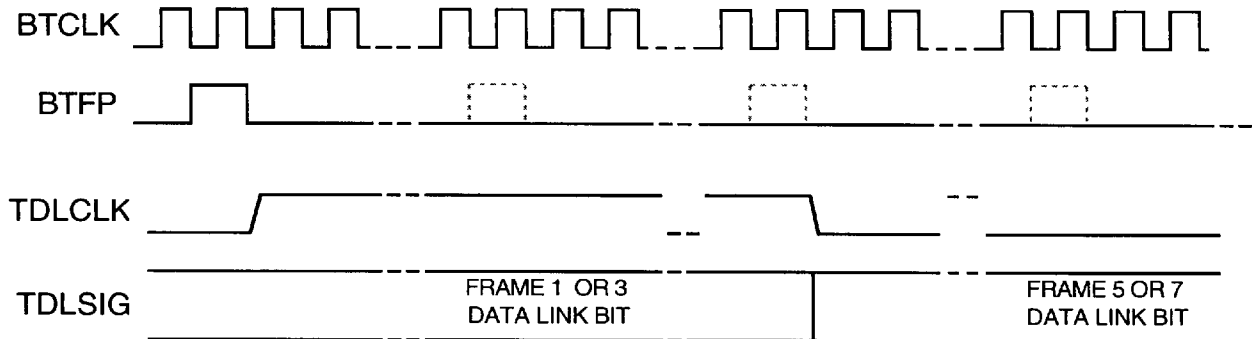 BTCLK
BTFP
TDLCLK
TDLSIG
FRAME 1 OR 3
DATA LINK BIT
FRAME 5 OR 7
DATA LINK BIT